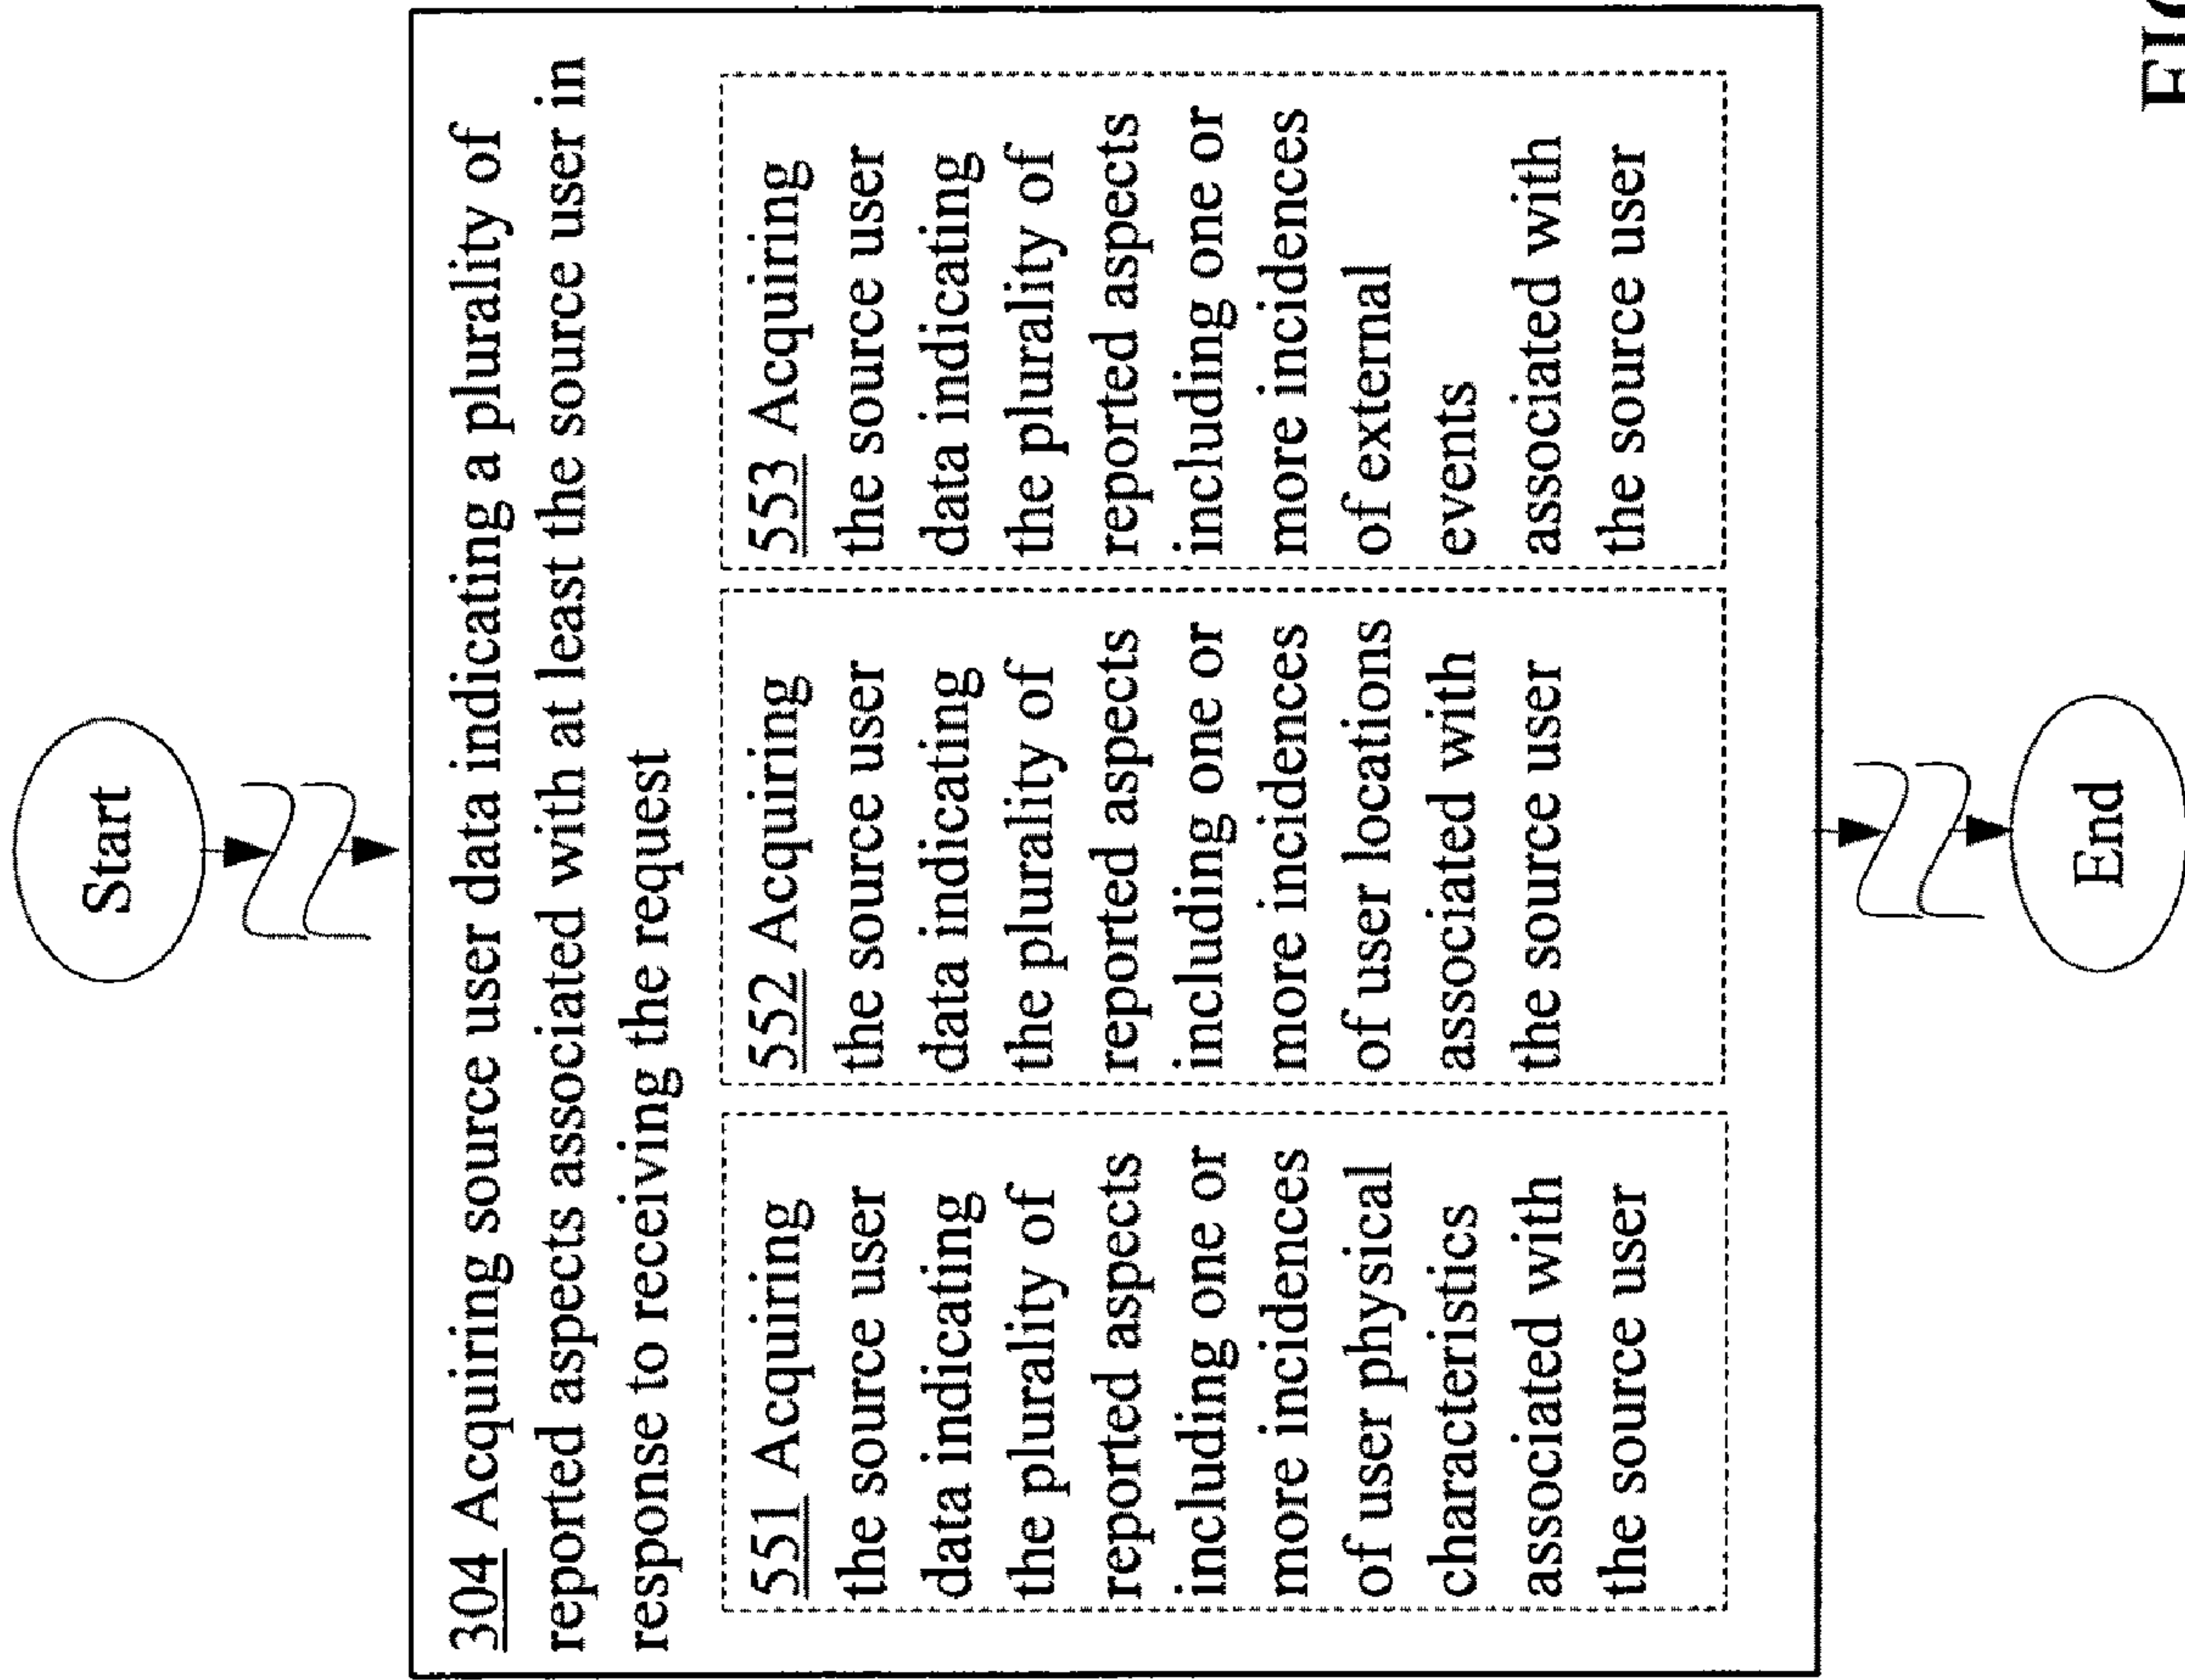 Start
304 Acquiring source user data indicating a plurality of
reported aspects associated with at least the source user in
response to receiving the request
551 Acquiring
the source user
data indicating
the plurality of
reported aspects
including one or
more incidences
of user physical
characteristics
associated with
the source user
552 Acquiring
the source user
data indicating
the plurality of
reported aspects
including one or
more incidences
of user locations
associated with
the source user
553 Acquiring
the source user
data indicating
the plurality of
reported aspects
including one or
more incidences
of external
events
associated with
the source user
End